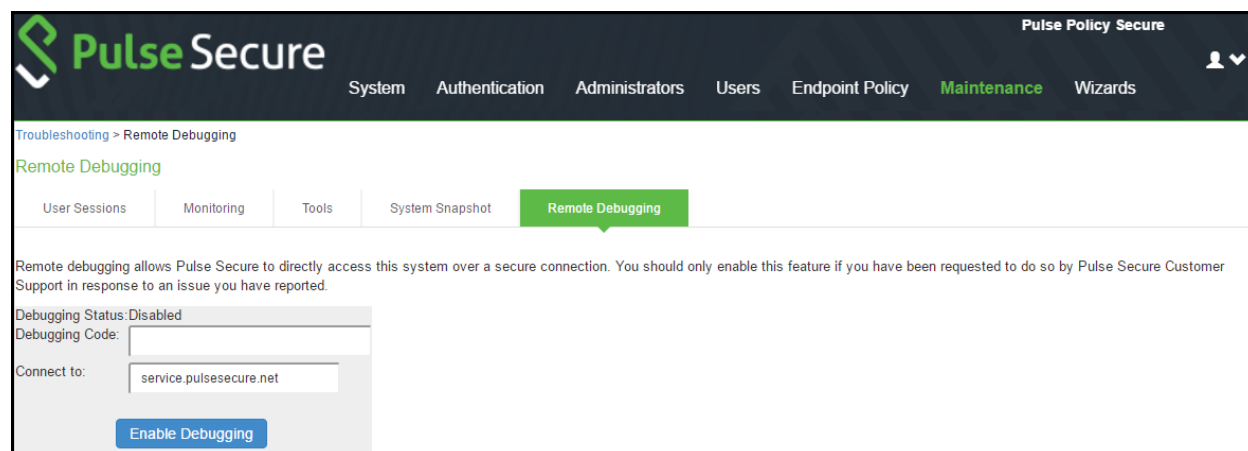 Pulse Secure
Pulse Policy Secure
System Authentication Administrators Users Endpoint Policy Maintenance Wizards
Troubleshooting > Remote Debugging
Remote Debugging
User Sessions Monitoring Tools System Snapshot Remote Debugging
Remote debugging allows Pulse Secure to directly access this system over a secure connection. You should only enable this feature if you have been requested to do so by Pulse Secure Customer
Support in response to an issue you have reported.
Debugging Status:Disabled
Debugging Code:
Connect to: service.pulsesecure.net
Enable Debugging